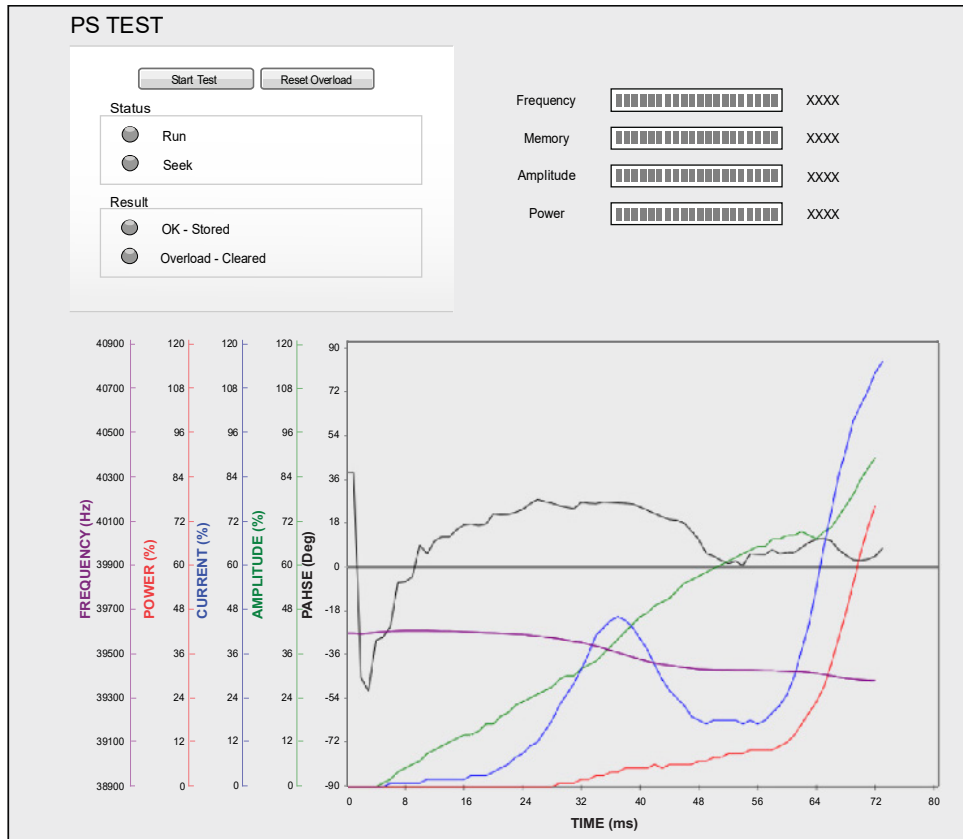 PS TEST
Start Test
Reset Overload
Status
Run
Seek
Result
OK - Stored
Overload - Cleared
Frequency XXXX
Memory XXXX
Amplitude XXXX
Power XXXX
40900 120 120 120 90
40700 108 108 108 72
40500 96 96 96 54
40300 84 84 84 36
40100 72 72 72 18
39900 60 60 60 0
39700 48 48 48 -18
39500 36 36 36 -36
39300 24 24 24 -54
39100 12 12 12 -72
38900 0 0 0 -90
FREQUENCY (Hz)
POWER (%)
CURRENT (%)
AMPLITUDE (%)
PAHSE (Deg)
0 8 16 24 32 40 48 56 64 72 80
TIME (ms)